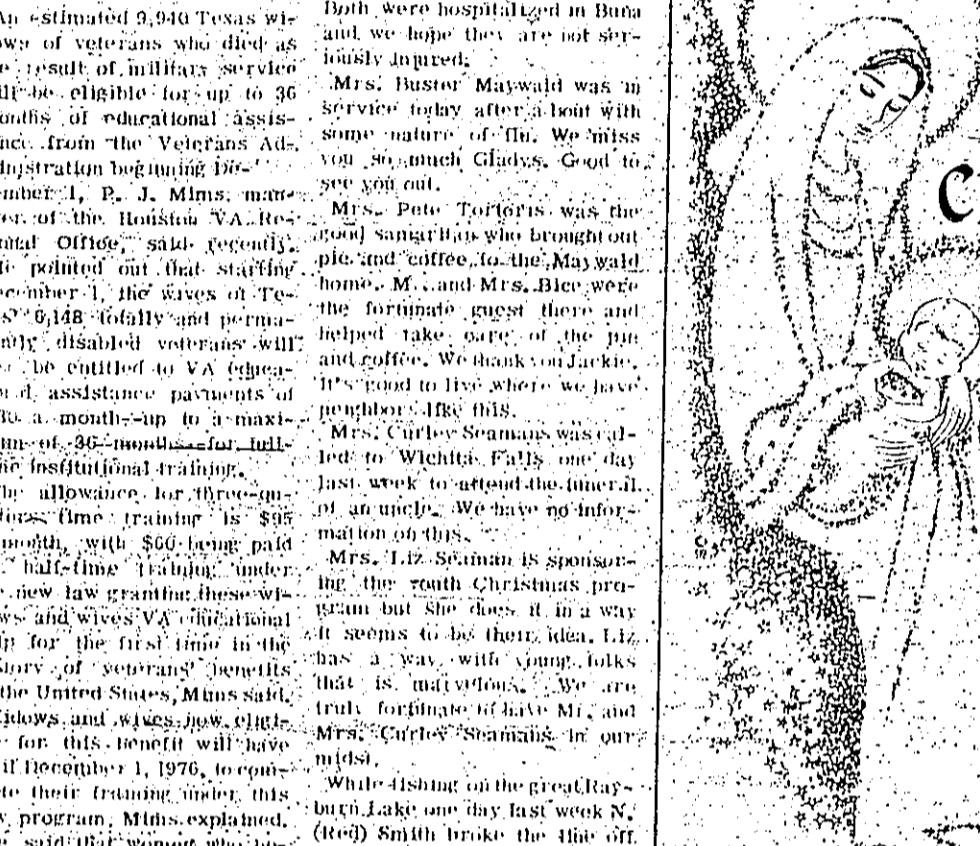 An estimated 9,940 Texas wi-
ows of veterans who died as
e result of military service
ill be eligible for up to 36
onths of educational assis-
nce from the Veterans Ad-
inistration beginning De-
mber 1, P. J. Mims, man-
er of the Houston VA Re-
onal Office, said recently.
He pointed out that starting
ecember 1, the wives of Te-
s' 6,148 totally and perma-
ntly disabled veterans will
be entitled to VA educa-
assistance payments of
a month--up to a maxi-
um of 36 months--for full-
me institutional training.
he allowance for three-qu-
time training is $95
month, with $60 being paid
half-time training under
new law granting these wi-
ws and wives VA educational
lp for the first time in the
story of veterans' benefits
the United States, Mims said.
idows and wives now eligi-
for this benefit will have
il December 1, 1976, to com-
te their training under this
program, Mims explained.
said that women who
Both were hospitalized in Buna
and we hope they are not ser-
iously injured.
Mrs. Buster Maywald was in
service today after a bout with
some nature of flu. We miss
you so much Gladys. Good to
see you out.
Mrs. Pete Tortoris was the
good samaritan who brought out
pie and coffee to the Maywald
home. M. and Mrs. Bice were
the fortunate guest there and
helped take care of the
and coffee. We thank you Jackie.
It's good to live where we have
neighbors like this.
Mrs. Curley Seamans was cal-
led to Wichita Falls one day
last week to attend the funeral
of an uncle. We have no infor-
mation on this.
Mrs. Liz Seaman is sponsor-
ing the youth Christmas pro-
gram but she does it in a way
it seems to be their idea. Liz
has a way with young folks
that is marvelous. We are
truly fortunate to have Mr. and
Mrs. Curley Seamans in our
midst.
While fishing on the great Ray-
burn Lake one day last week N.
(Red) Smith broke the line off
C